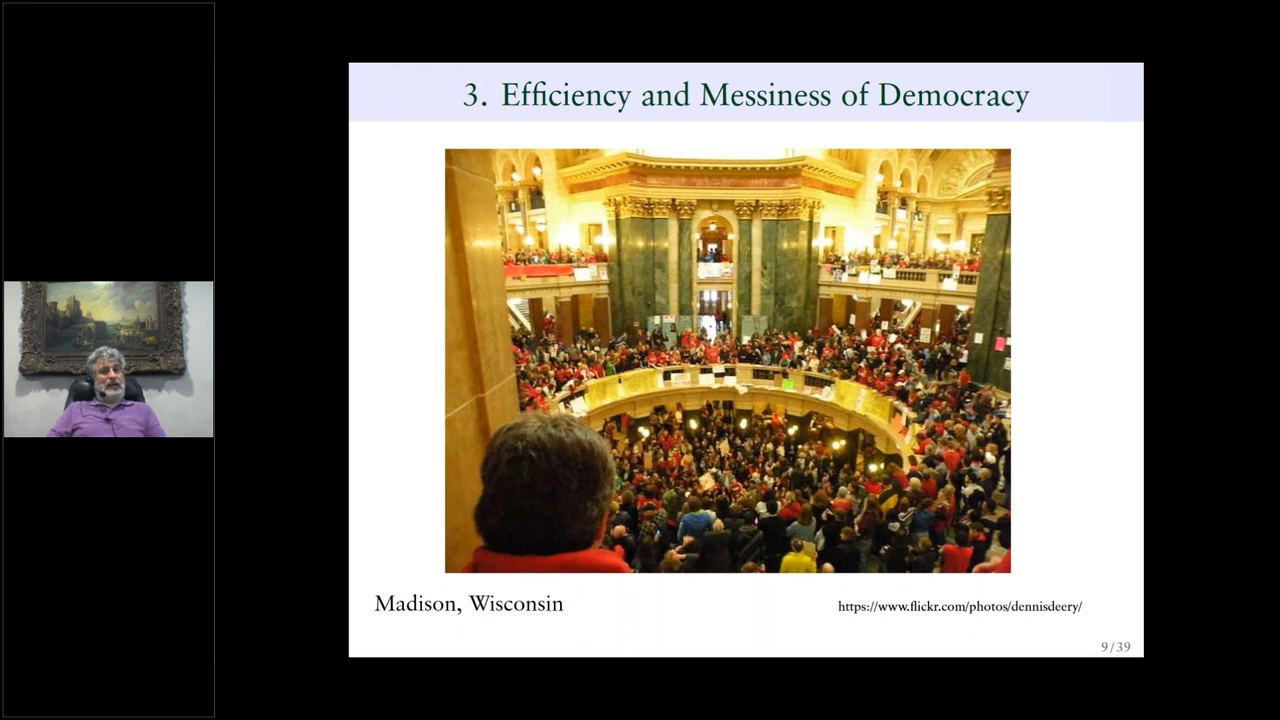 3. Efficiency and Messiness of Democracy
Madison, Wisconsin
https://www.flickr.com/photos/dennisdeery/
9/39